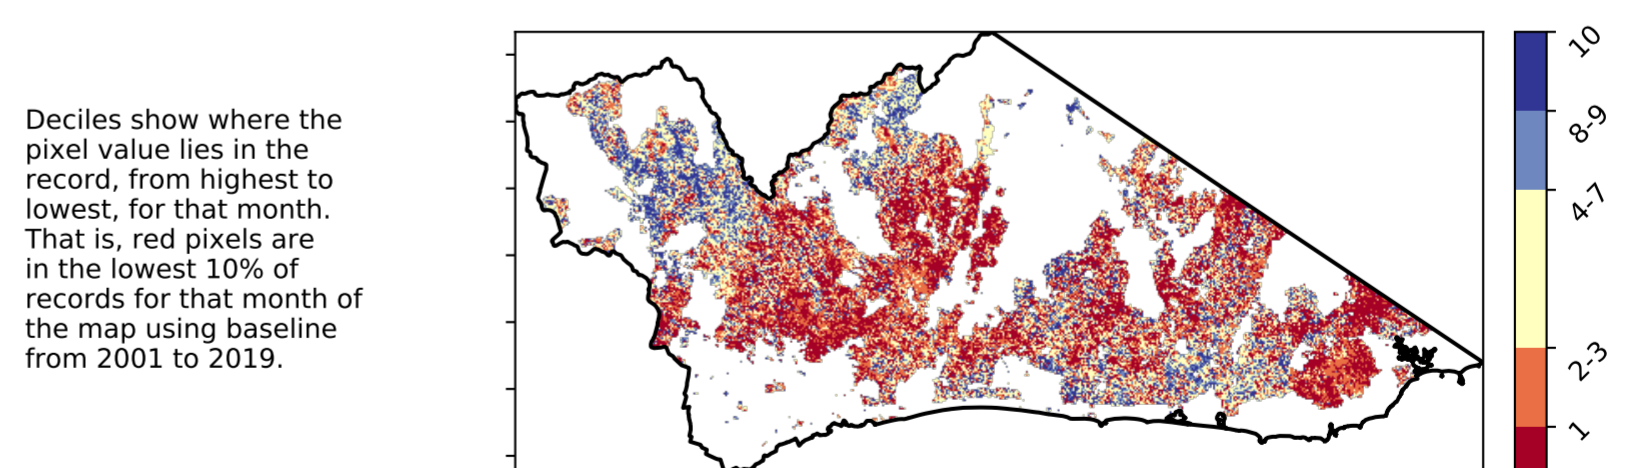 Deciles show where the
pixel value lies in the
record, from highest to
lowest, for that month.
That is, red pixels are
in the lowest 10% of
records for that month of
the map using baseline
from 2001 to 2019.
10
8-9
4-7
2-3
1